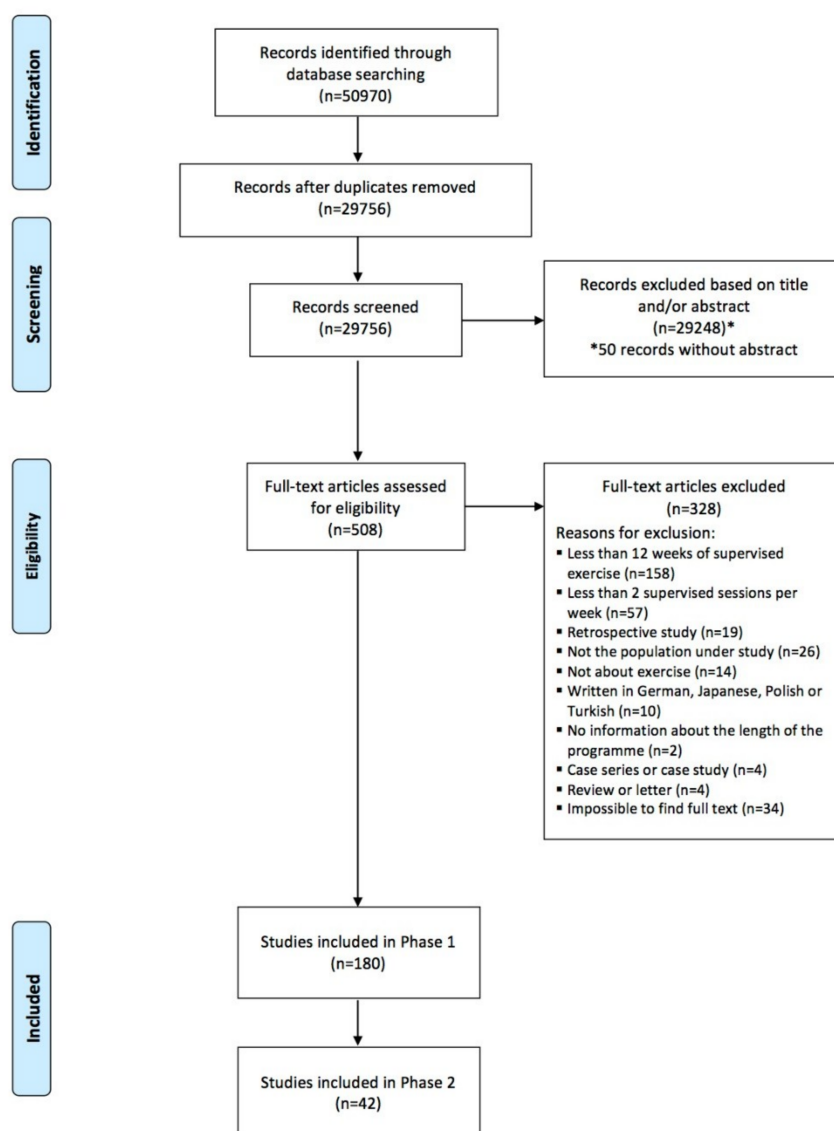 Identification
Records identified through
database searching
(n=50970)
Records after duplicates removed
(n=29756)
Screening
Records screened
(n=29756)
Records excluded based on title
and/or abstract
(n=29248)*
*50 records without abstract
Eligibility
Full-text articles assessed
for eligibility
(n=508)
Full-text articles excluded
(n=328)
Reasons for exclusion:
▪ Less than 12 weeks of supervised
exercise (n=158)
▪ Less than 2 supervised sessions per
week (n=57)
▪ Retrospective study (n=19)
▪ Not the population under study (n=26)
▪ Not about exercise (n=14)
▪ Written in German, Japanese, Polish or
Turkish (n=10)
▪ No information about the length of the
programme (n=2)
▪ Case series or case study (n=4)
▪ Review or letter (n=4)
▪ Impossible to find full text (n=34)
Included
Studies included in Phase 1
(n=180)
Studies included in Phase 2
(n=42)